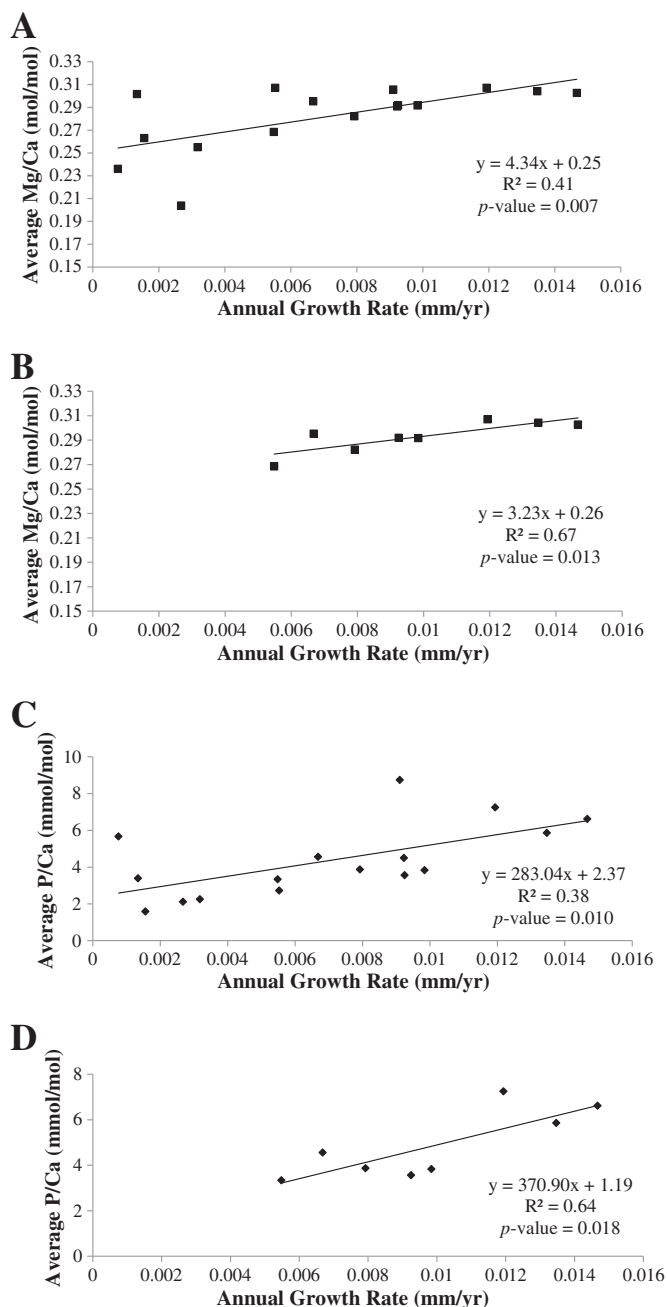 A
Average Mg/Ca (mol/mol)
0.33
0.31
0.29
0.27
0.25
0.23
0.21
0.19
0.17
0.15
y = 4.34x + 0.25
R² = 0.41
p-value = 0.007
0 0.002 0.004 0.006 0.008 0.01 0.012 0.014 0.016
Annual Growth Rate (mm/yr)
B
Average Mg/Ca (mol/mol)
0.33
0.31
0.29
0.27
0.25
0.23
0.21
0.19
0.17
0.15
y = 3.23x + 0.26
R² = 0.67
p-value = 0.013
0 0.002 0.004 0.006 0.008 0.01 0.012 0.014 0.016
Annual Growth Rate (mm/yr)
C
Average P/Ca (mmol/mol)
10
8
6
4
2
0
y = 283.04x + 2.37
R² = 0.38
p-value = 0.010
0 0.002 0.004 0.006 0.008 0.01 0.012 0.014 0.016
Annual Growth Rate (mm/yr)
D
Average P/Ca (mmol/mol)
8
6
4
2
0
y = 370.90x + 1.19
R² = 0.64
p-value = 0.018
0 0.002 0.004 0.006 0.008 0.01 0.012 0.014 0.016
Annual Growth Rate (mm/yr)